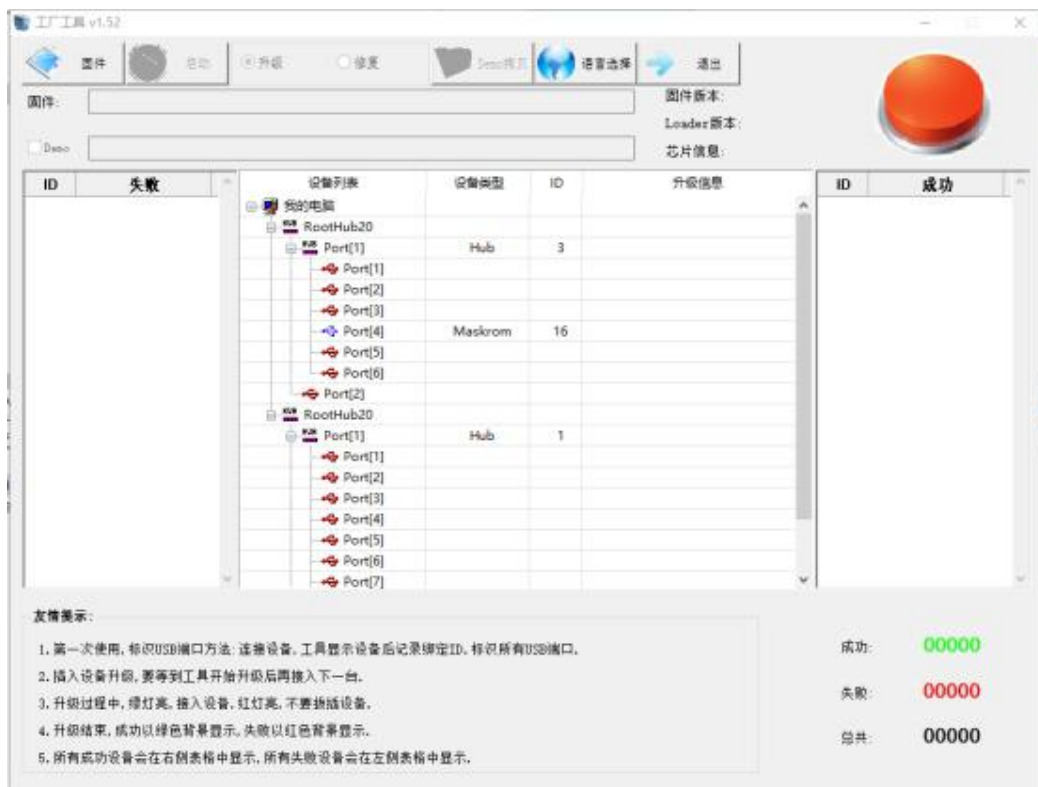 工厂工具 v1.52
固件 启动 升级 修复 Demo拷贝 语言选择 退出
固件: 固件版本:
Loader版本:
Demo 芯片信息:
ID 失败 设备列表 设备类型 ID 升级信息 ID 成功
我的电脑
RootHub20
Port[1] Hub 3
Port[1]
Port[2]
Port[3]
Port[4] Maskrom 16
Port[5]
Port[6]
Port[2]
RootHub20
Port[1] Hub 1
Port[1]
Port[2]
Port[3]
Port[4]
Port[5]
Port[6]
Port[7]
友情提示:
1. 第一次使用, 标识USB端口方法: 连接设备, 工具显示设备后记录绑定ID, 标识所有USB端口.
2. 插入设备升级, 要等到工具开始升级后再接入下一台.
3. 升级过程中, 绿灯亮, 接入设备, 红灯亮, 不要拔插设备.
4. 升级结束, 成功以绿色背景显示, 失败以红色背景显示.
5. 所有成功设备会在右侧表格中显示, 所有失败设备会在左侧表格中显示.
成功: 00000
失败: 00000
总共: 00000